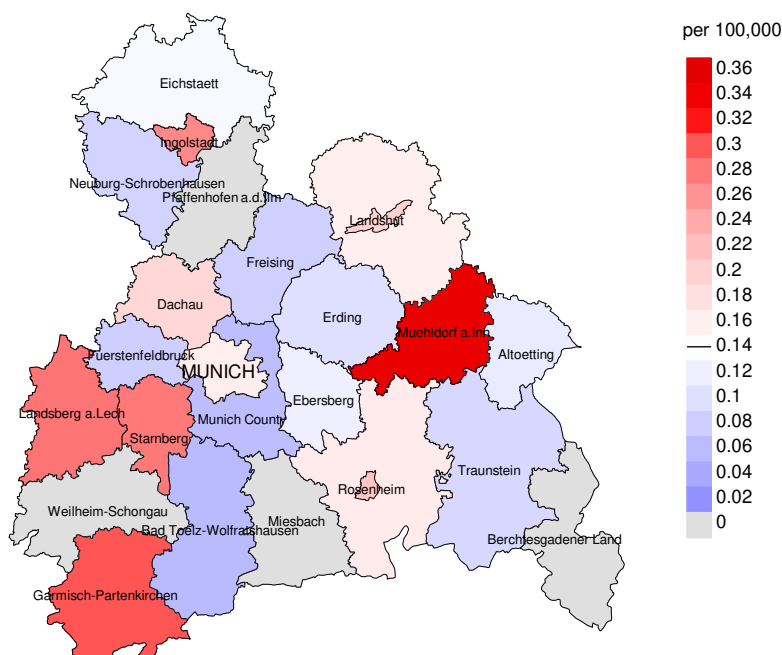 per 100,000
0.36
0.34
0.32
0.3
0.28
0.26
0.24
0.22
0.2
0.18
0.16
0.14
0.12
0.1
0.08
0.06
0.04
0.02
0
Eichstaett
Ingolstadt
Neuburg-Schrobenhausen
Pfaffenhofen a.d.Ilm
Landshut
Freising
Dachau
Erding
Muehldorf a.Inn
Altoetting
Fuerstenfeldbruck
MUNICH
Ebersberg
Landsberg a.Lech
Munich County
Starnberg
Traunstein
Rosenheim
Weilheim-Schongau
Miesbach
Bad Toelz-Wolfratshausen
Berchtesgadener Land
Garmisch-Partenkirchen